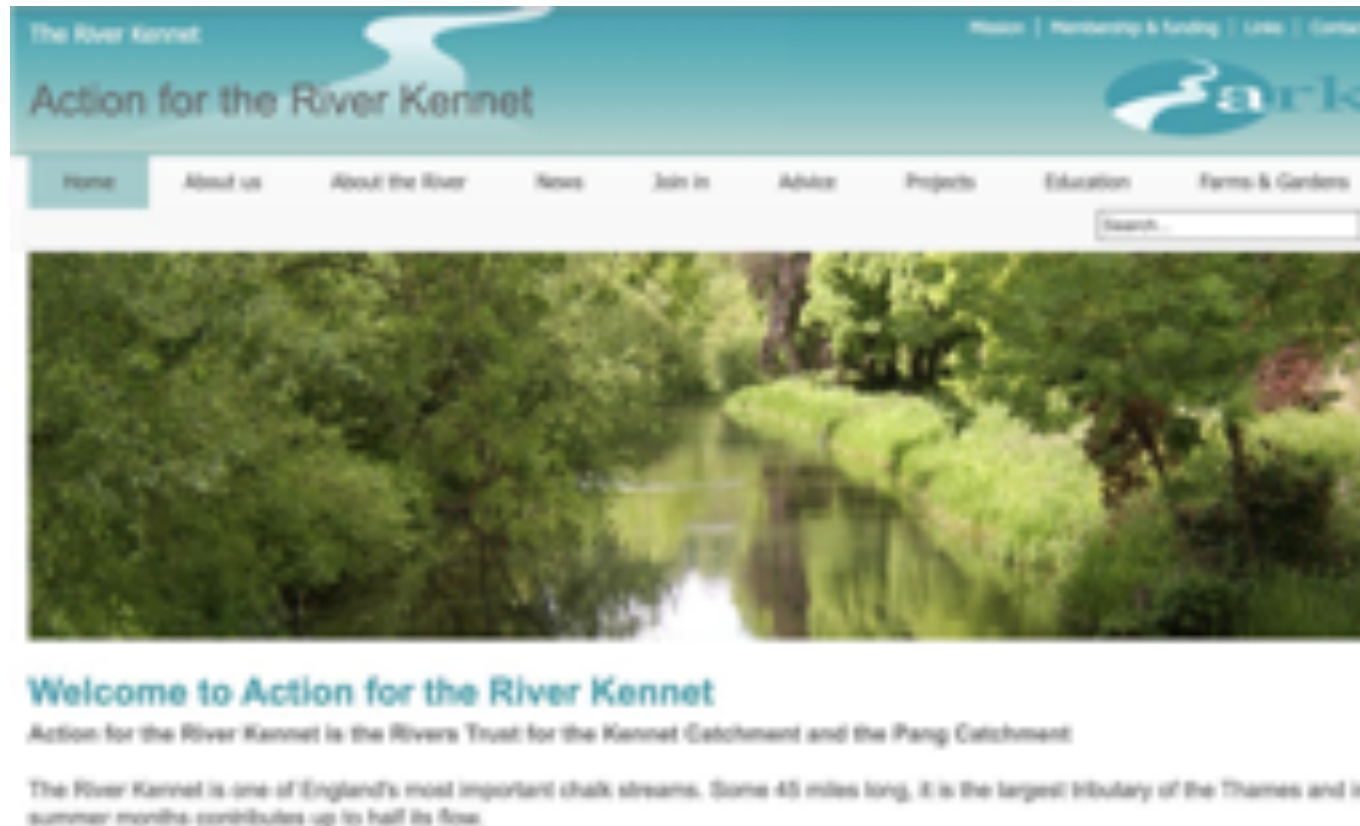 The River Kennet
Mission | Membership & funding | Links | Contact
Action for the River Kennet
ark
Home About us About the River News Join in Advice Projects Education Farms & Gardens
Search...
Welcome to Action for the River Kennet
Action for the River Kennet is the Rivers Trust for the Kennet Catchment and the Pang Catchment
The River Kennet is one of England's most important chalk streams. Some 45 miles long, it is the largest tributary of the Thames and in
summer months contributes up to half its flow.